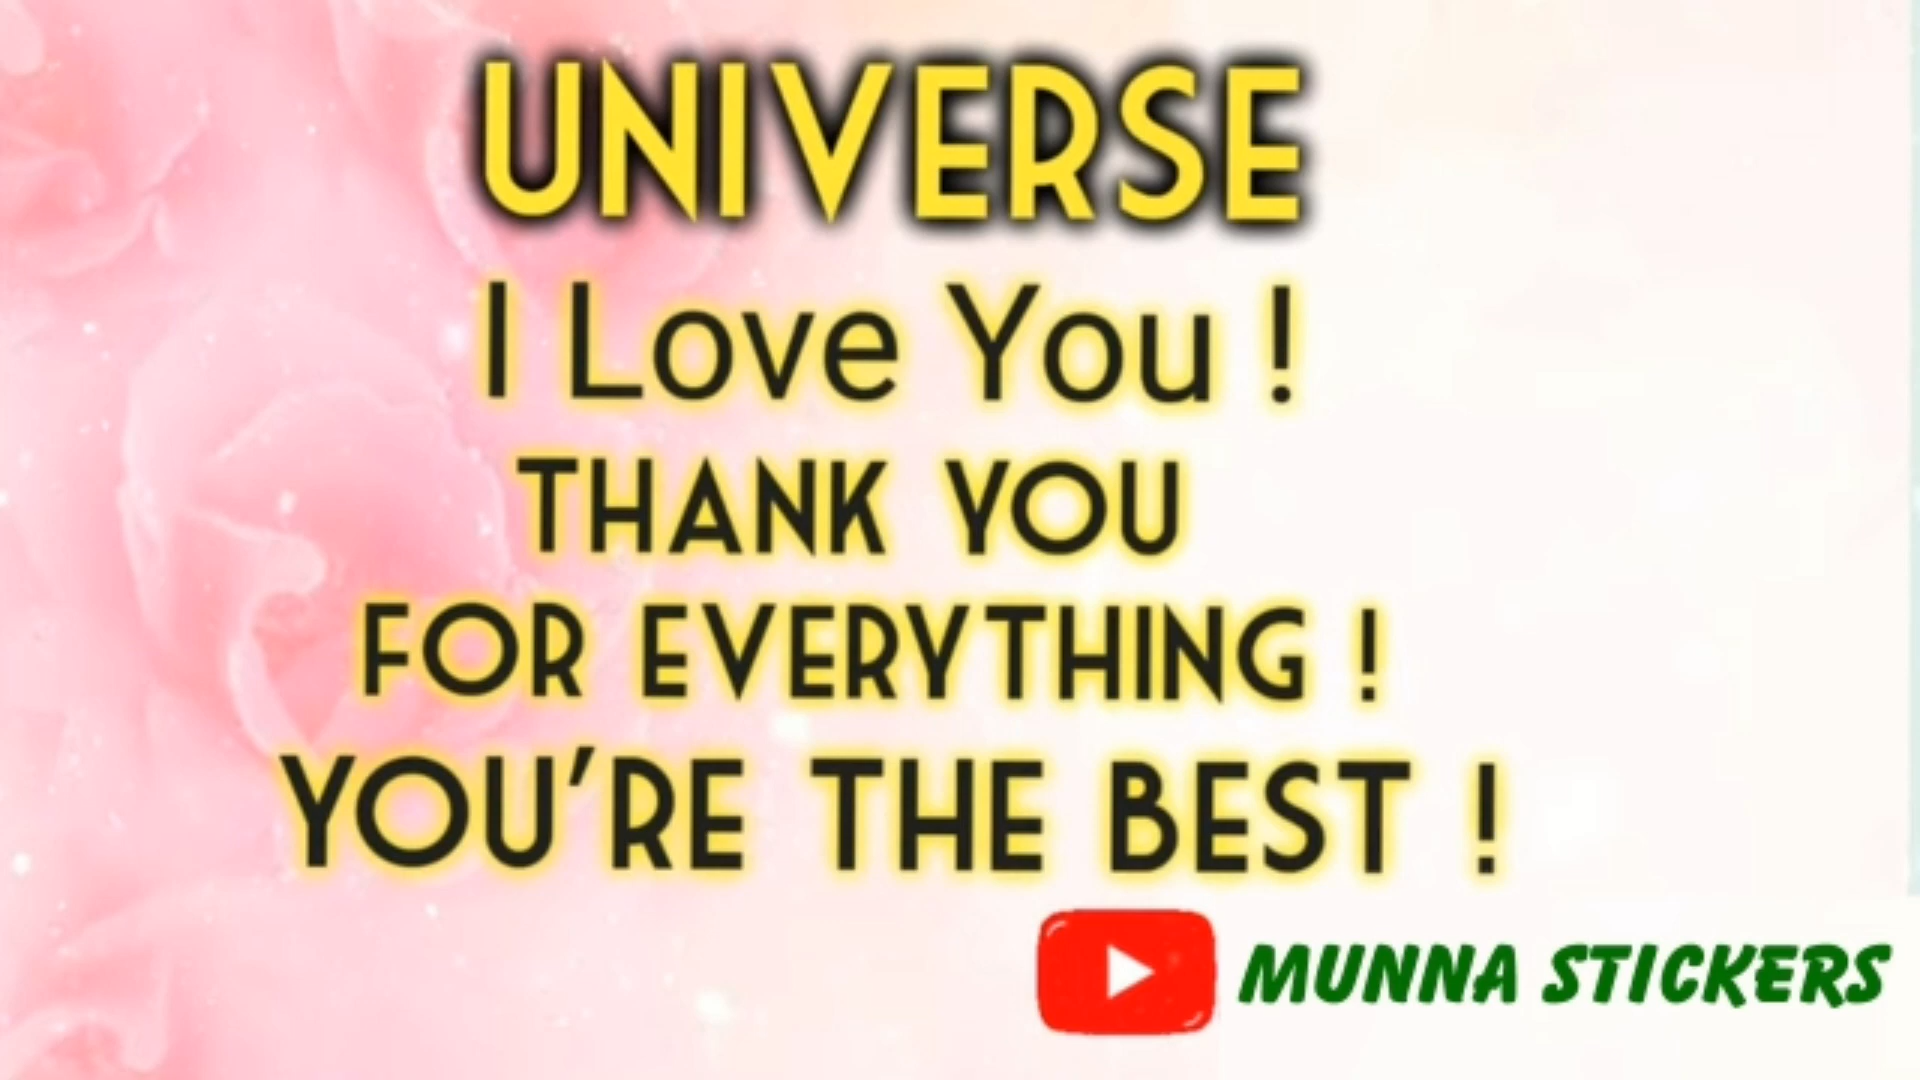 UNIVERSE
I Love You !
THANK YOU
FOR EVERYTHING !
YOU'RE THE BEST !
MUNNA STICKERS